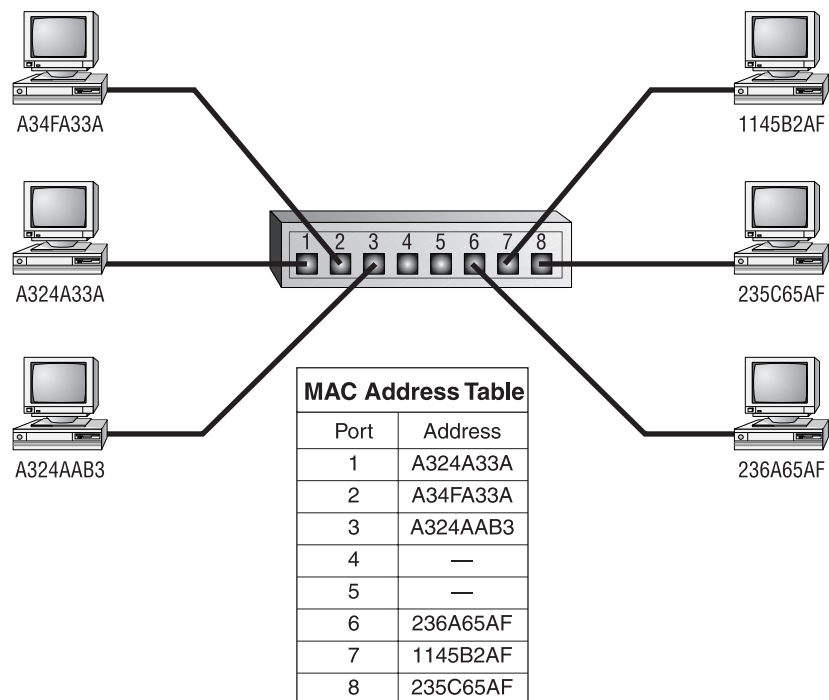 A34FA33A
1145B2AF
1 2 3 4 5 6 7 8
A324A33A
235C65AF
A324AAB3
236A65AF
MAC Address Table
Port Address
1 A324A33A
2 A34FA33A
3 A324AAB3
4 —
5 —
6 236A65AF
7 1145B2AF
8 235C65AF